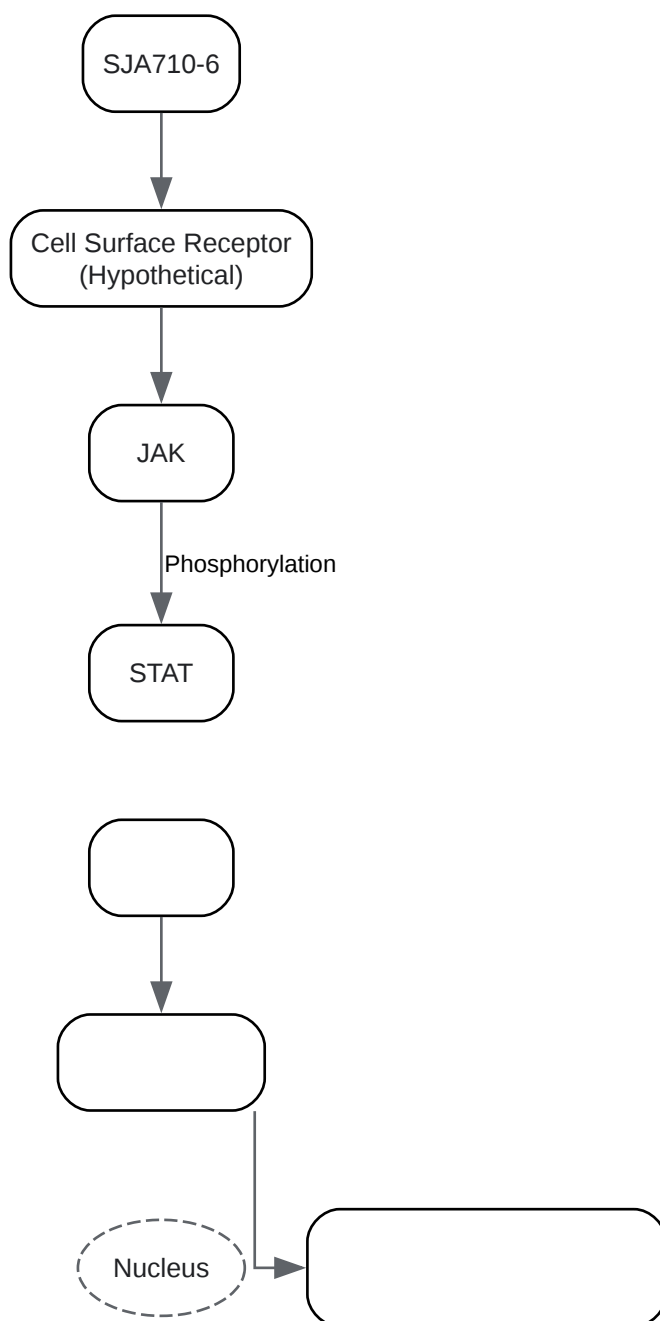 SJA710-6
Cell Surface Receptor
(Hypothetical)
JAK
Phosphorylation
STAT
Nucleus